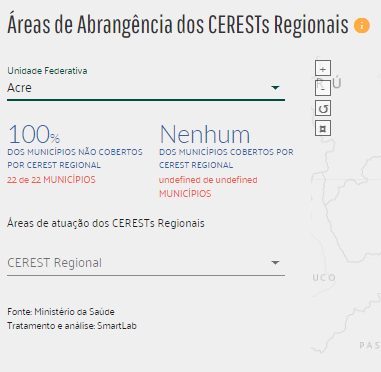 Áreas de Abrangência dos CERESTs Regionais i
Unidade Federativa
Acre
100%
DOS MUNICÍPIOS NÃO COBERTOS
POR CEREST REGIONAL
22 de 22 MUNICÍPIOS
Nenhum
DOS MUNICÍPIOS COBERTOS POR
CEREST REGIONAL
undefined de undefined
MUNICÍPIOS
Áreas de atuação dos CERESTs Regionais
CEREST Regional
Fonte: Ministério da Saúde
Tratamento e análise: SmartLab
+
-
Ú
UCO
PAS